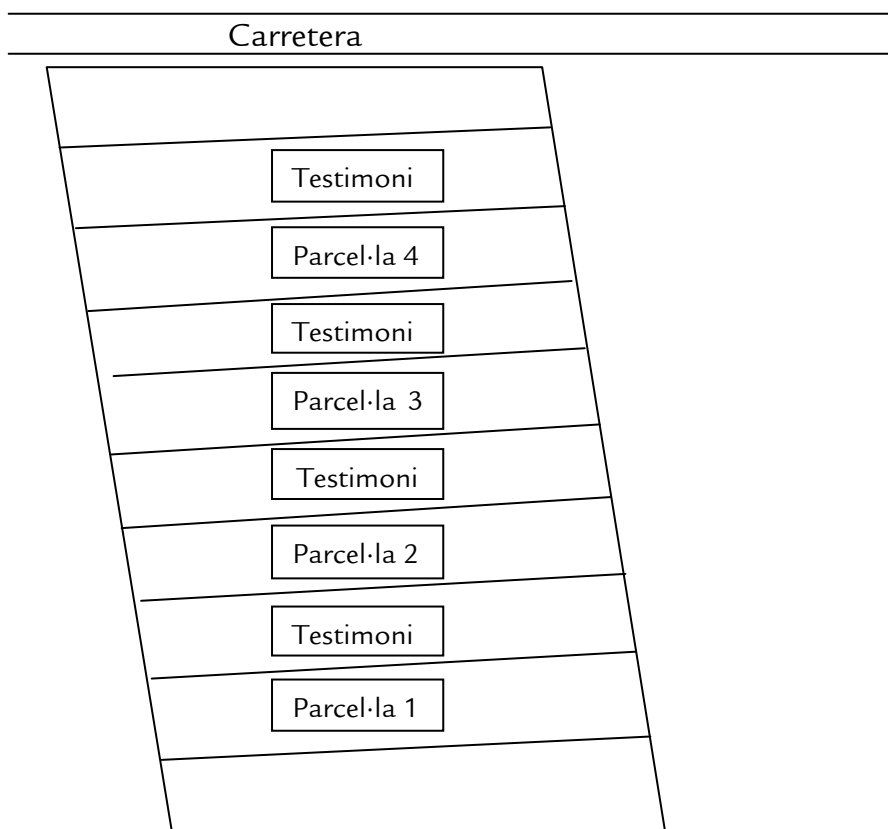 Carretera
Testimoni
Parcel·la 4
Testimoni
Parcel·la 3
Testimoni
Parcel·la 2
Testimoni
Parcel·la 1